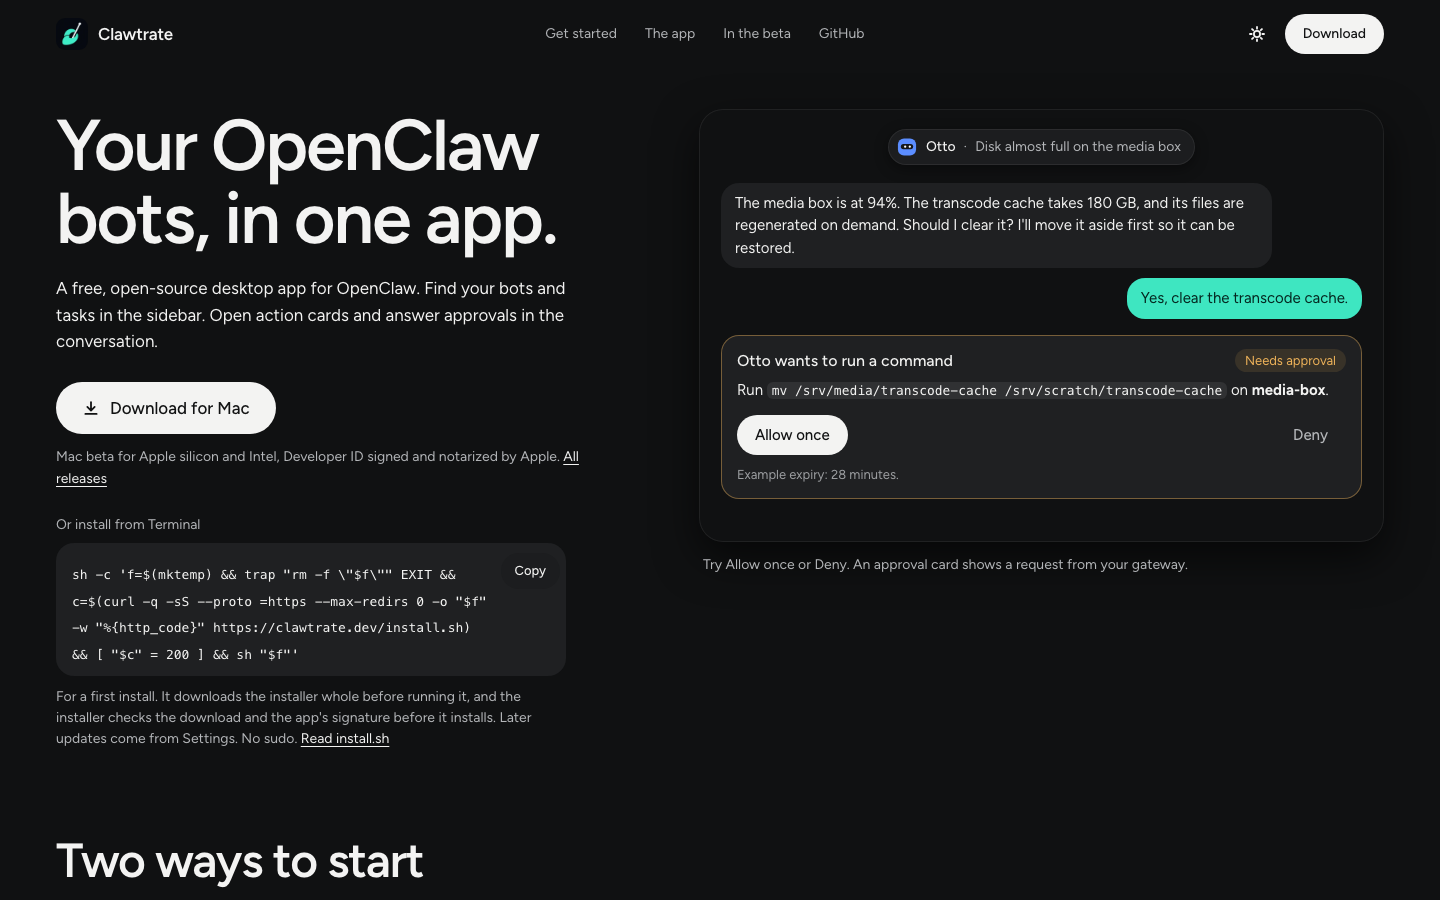 Clawtrate
Get started
The app
In the beta
GitHub
Download
Your OpenClaw
bots, in one app.
A free, open-source desktop app for OpenClaw. Find your bots and
tasks in the sidebar. Open action cards and answer approvals in the
conversation.
Download for Mac
Mac beta for Apple silicon and Intel, Developer ID signed and notarized by Apple. All
releases
Or install from Terminal
Copy
sh -c 'f=$(mktemp) && trap "rm -f \"$f\"" EXIT &&
c=$(curl -q -sS --proto =https --max-redirs 0 -o "$f"
-w "%{http_code}" https://clawtrate.dev/install.sh)
&& [ "$c" = 200 ] && sh "$f"'
For a first install. It downloads the installer whole before running it, and the
installer checks the download and the app's signature before it installs. Later
updates come from Settings. No sudo. Read install.sh
Otto · Disk almost full on the media box
The media box is at 94%. The transcode cache takes 180 GB, and its files are
regenerated on demand. Should I clear it? I'll move it aside first so it can be
restored.
Yes, clear the transcode cache.
Otto wants to run a command
Needs approval
Run mv /srv/media/transcode-cache /srv/scratch/transcode-cache on media-box.
Allow once
Deny
Example expiry: 28 minutes.
Try Allow once or Deny. An approval card shows a request from your gateway.
Two ways to start